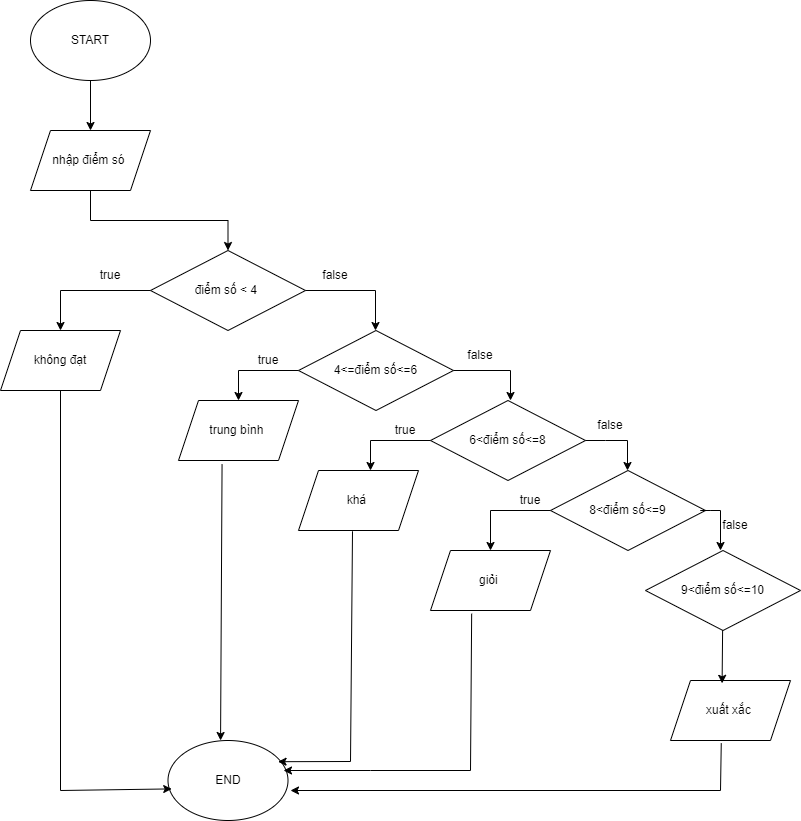 START
nhập điểm só
điểm số < 4
true
false
không đạt
4<=điểm số<=6
true
false
trung bình
6<điểm số<=8
true
false
khá
8<điểm số<=9
true
false
giỏi
9<điểm số<=10
xuất xắc
END